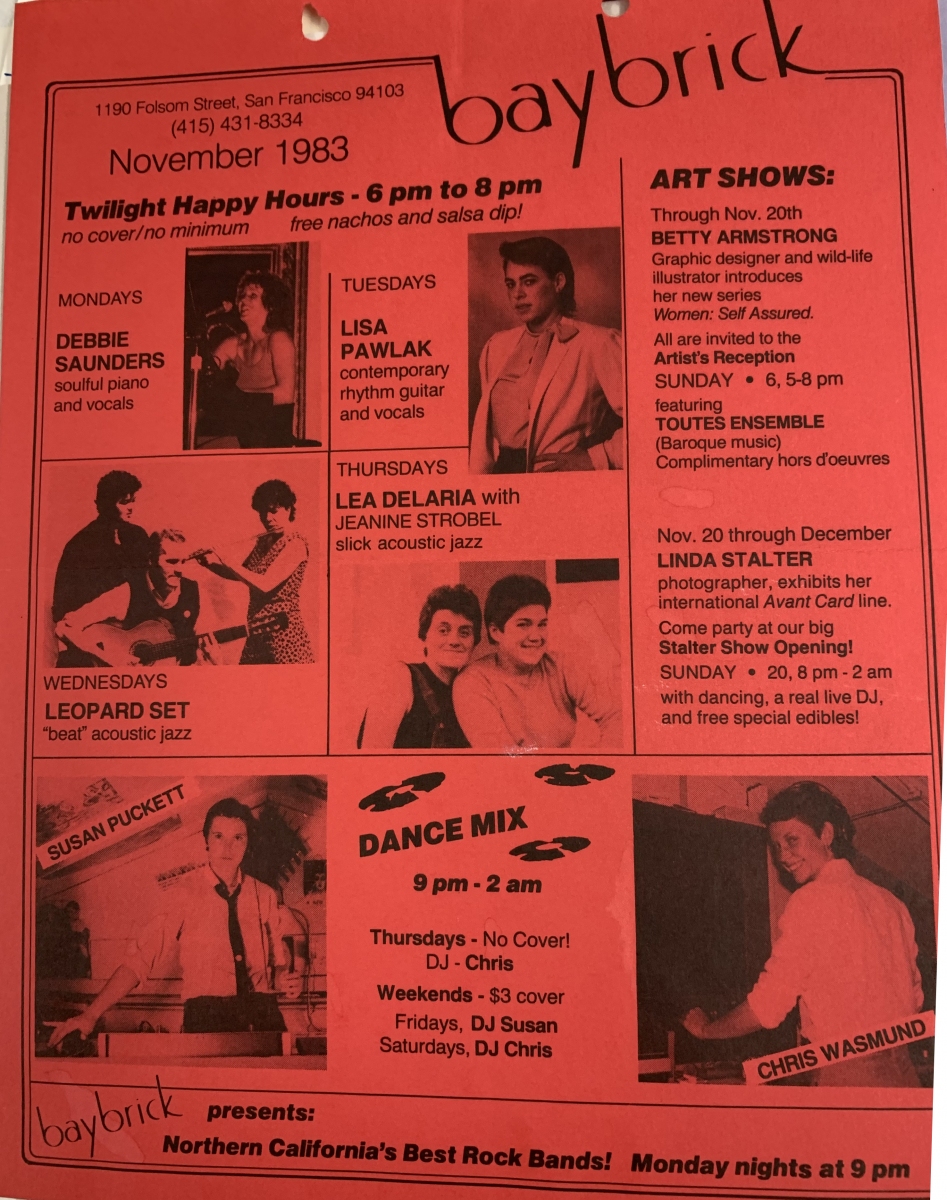 baybrick
1190 Folsom Street, San Francisco 94103
(415) 431-8334
November 1983
Twilight Happy Hours - 6 pm to 8 pm
no cover/no minimum free nachos and salsa dip!
MONDAYS
DEBBIE
SAUNDERS
soulful piano
and vocals
TUESDAYS
LISA
PAWLAK
contemporary
rhythm guitar
and vocals
WEDNESDAYS
LEOPARD SET
"beat" acoustic jazz
THURSDAYS
LEA DELARIA with
JEANINE STROBEL
slick acoustic jazz
ART SHOWS:
Through Nov. 20th
BETTY ARMSTRONG
Graphic designer and wild-life
illustrator introduces
her new series
Women: Self Assured.
All are invited to the
Artist's Reception
SUNDAY • 6, 5-8 pm
featuring
TOUTES ENSEMBLE
(Baroque music)
Complimentary hors d'oeuvres
Nov. 20 through December
LINDA STALTER
photographer, exhibits her
international Avant Card line.
Come party at our big
Stalter Show Opening!
SUNDAY • 20, 8 pm - 2 am
with dancing, a real live DJ,
and free special edibles!
SUSAN PUCKETT
DANCE MIX
9 pm - 2 am
Thursdays - No Cover!
DJ - Chris
Weekends - $3 cover
Fridays, DJ Susan
Saturdays, DJ Chris
CHRIS WASMUND
baybrick presents:
Northern California's Best Rock Bands! Monday nights at 9 pm